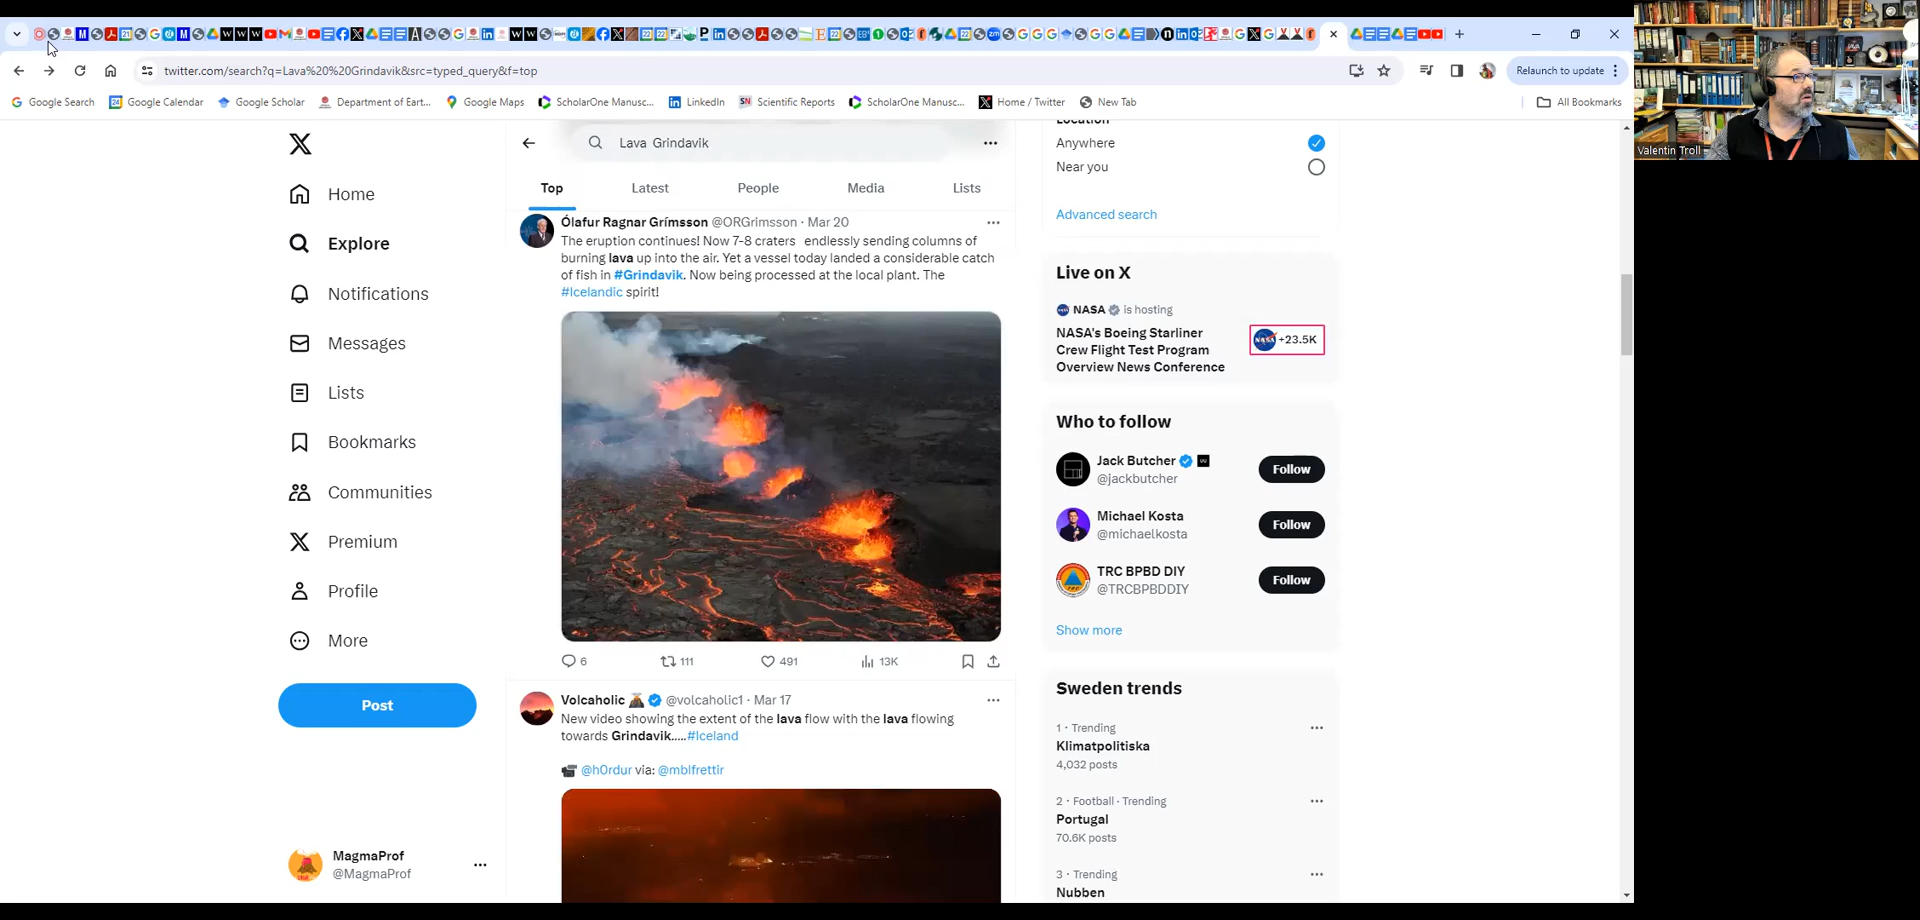 twitter.com/search?q=Lava%20%20Grindavik&src=typed_query&f=top
Relaunch to update
Google Search
Google Calendar
Google Scholar
Department of Eart...
Google Maps
ScholarOne Manusc...
LinkedIn
Scientific Reports
ScholarOne Manusc...
Home / Twitter
New Tab
All Bookmarks
Valentin Troll
Home
Explore
Notifications
Messages
Lists
Bookmarks
Communities
Premium
Profile
More
Post
MagmaProf
@MagmaProf
Lava Grindavik
Top
Latest
People
Media
Lists
Ólafur Ragnar Grímsson @ORGrimsson · Mar 20
The eruption continues! Now 7-8 craters endlessly sending columns of
burning lava up into the air. Yet a vessel today landed a considerable catch
of fish in #Grindavik. Now being processed at the local plant. The
#Icelandic spirit!
6
111
491
13K
Volcaholic @volcaholic1 · Mar 17
New video showing the extent of the lava flow with the lava flowing
towards Grindavik.....#Iceland
@h0rdur via: @mblfrettir
Location
Anywhere
Near you
Advanced search
Live on X
NASA is hosting
NASA's Boeing Starliner
Crew Flight Test Program
Overview News Conference
+23.5K
Who to follow
Jack Butcher
@jackbutcher
Follow
Michael Kosta
@michaelkosta
Follow
TRC BPBD DIY
@TRCBPBDDIY
Follow
Show more
Sweden trends
1 · Trending
Klimatpolitiska
4,032 posts
2 · Football · Trending
Portugal
70.6K posts
3 · Trending
Nubben